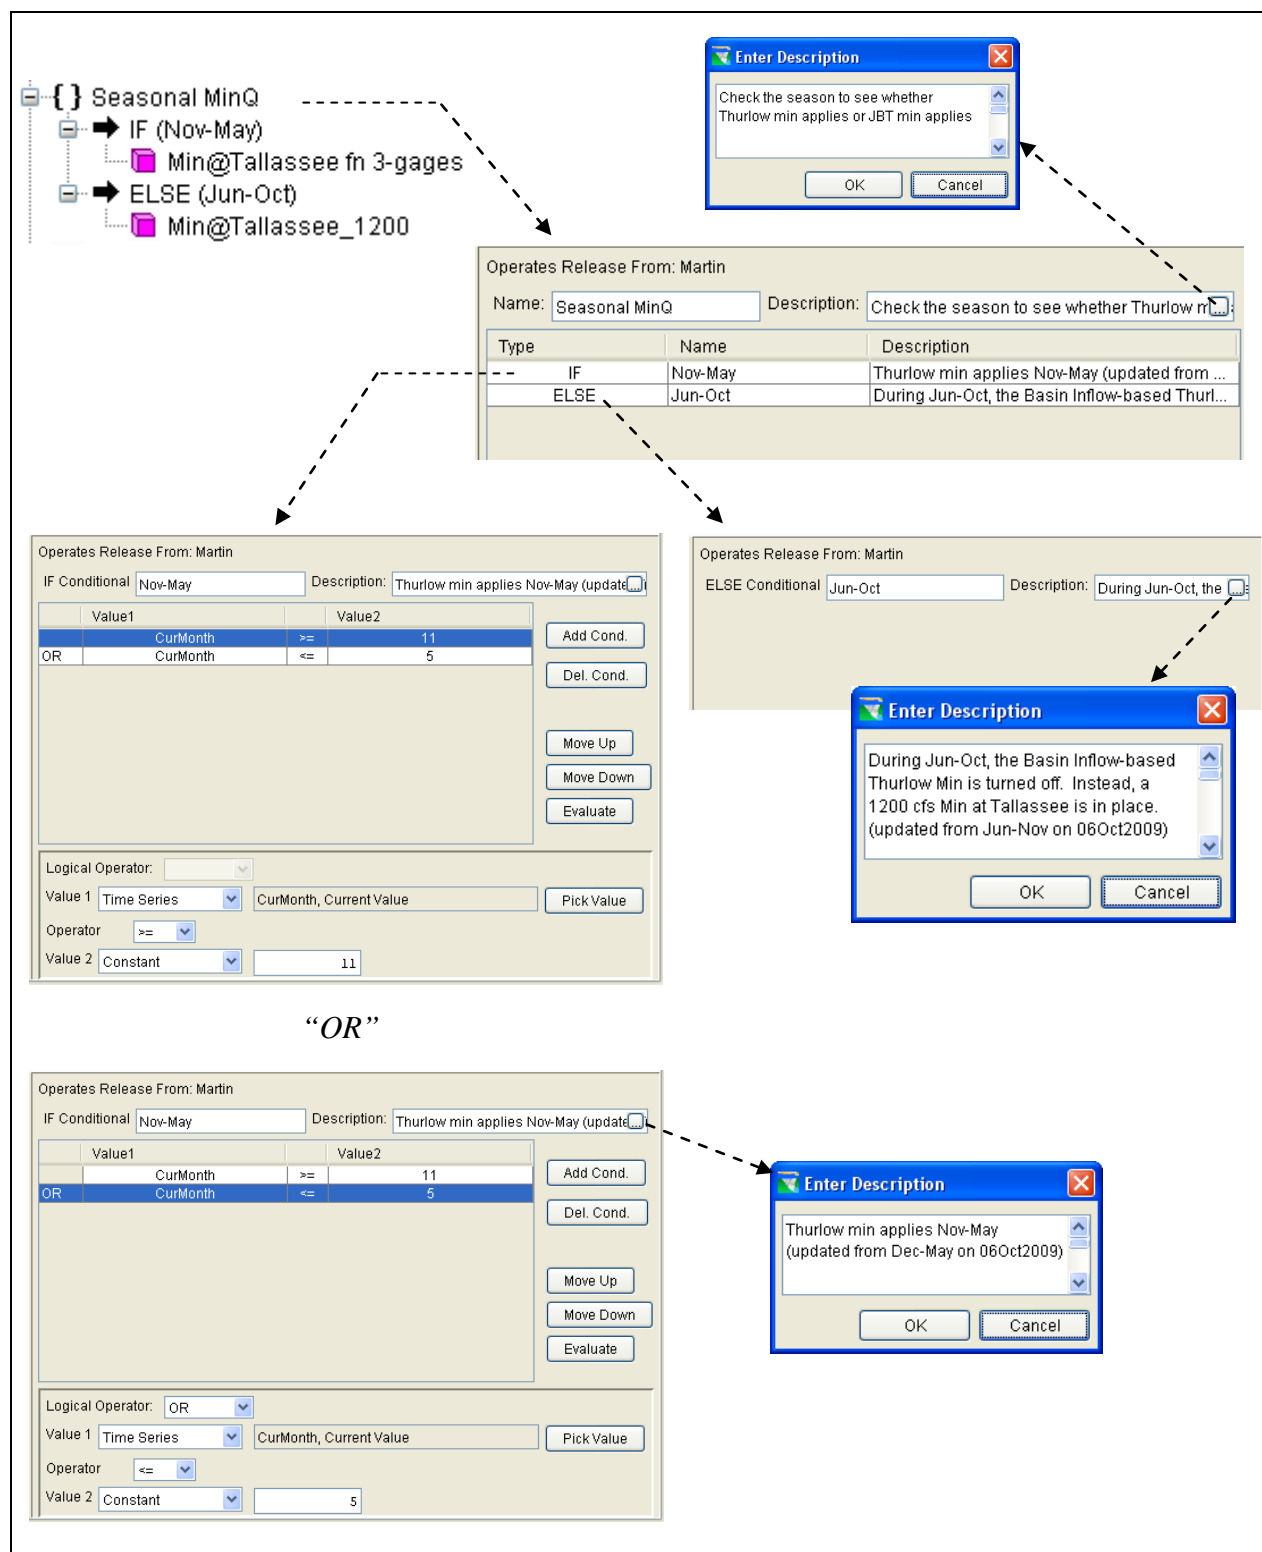 Seasonal MinQ
IF (Nov-May)
Min@Tallassee fn 3-gages
ELSE (Jun-Oct)
Min@Tallassee_1200
Enter Description
Check the season to see whether
Thurlow min applies or JBT min applies
OK Cancel
Operates Release From: Martin
Name: Seasonal MinQ Description: Check the season to see whether Thurlow m...
Type Name Description
IF Nov-May Thurlow min applies Nov-May (updated from ...
ELSE Jun-Oct During Jun-Oct, the Basin Inflow-based Thurl...
Operates Release From: Martin
IF Conditional Nov-May Description: Thurlow min applies Nov-May (update...
Value1 Value2
CurMonth >= 11
OR CurMonth <= 5
Add Cond.
Del. Cond.
Move Up
Move Down
Evaluate
Logical Operator:
Value 1 Time Series CurMonth, Current Value Pick Value
Operator >=
Value 2 Constant 11
Operates Release From: Martin
ELSE Conditional Jun-Oct Description: During Jun-Oct, the ...
Enter Description
During Jun-Oct, the Basin Inflow-based
Thurlow Min is turned off. Instead, a
1200 cfs Min at Tallassee is in place.
(updated from Jun-Nov on 06Oct2009)
OK Cancel
“OR”
Operates Release From: Martin
IF Conditional Nov-May Description: Thurlow min applies Nov-May (update...
Value1 Value2
CurMonth >= 11
OR CurMonth <= 5
Add Cond.
Del. Cond.
Move Up
Move Down
Evaluate
Logical Operator: OR
Value 1 Time Series CurMonth, Current Value Pick Value
Operator <=
Value 2 Constant 5
Enter Description
Thurlow min applies Nov-May
(updated from Dec-May on 06Oct2009)
OK Cancel